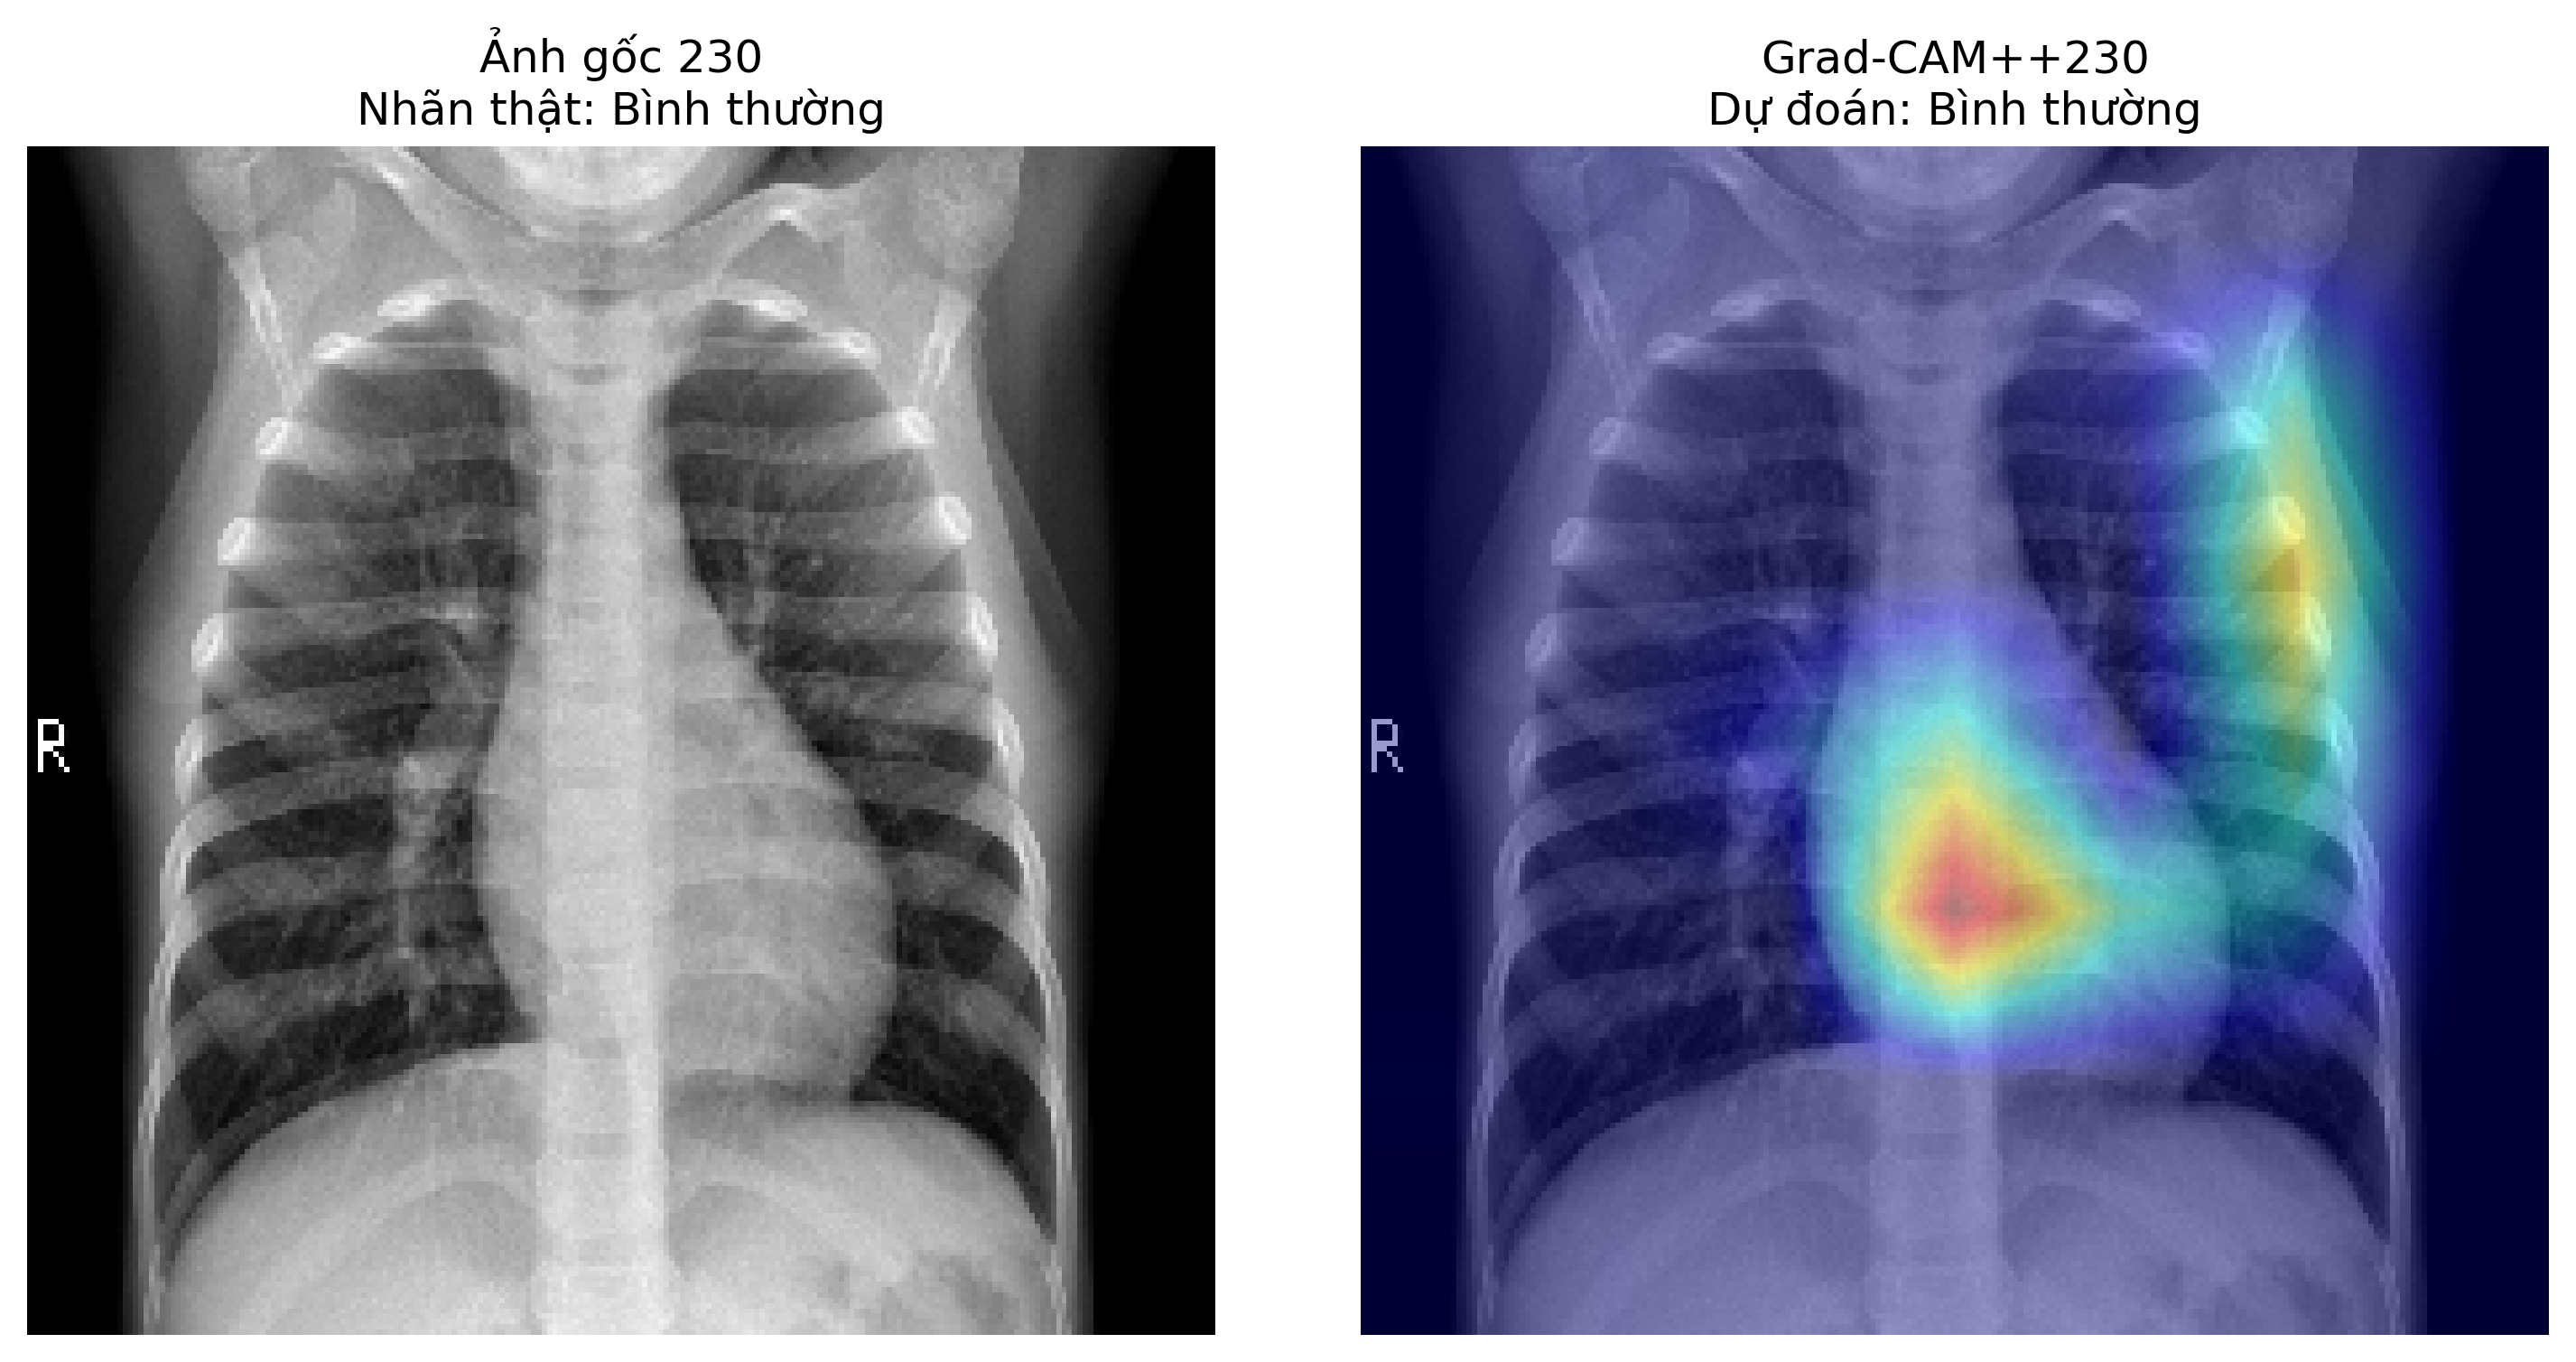 Ảnh gốc 230
Nhãn thật: Bình thường
Grad-CAM++230
Dự đoán: Bình thường
R
R